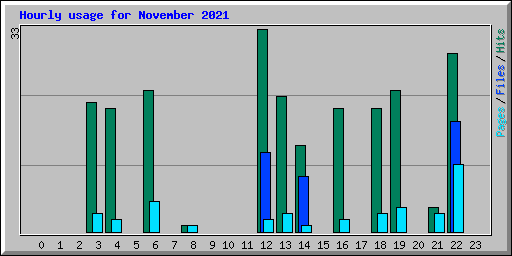 Hourly usage for November 2021
33
Pages / Files / Hits
0 1 2 3 4 5 6 7 8 9 10 11 12 13 14 15 16 17 18 19 20 21 22 23